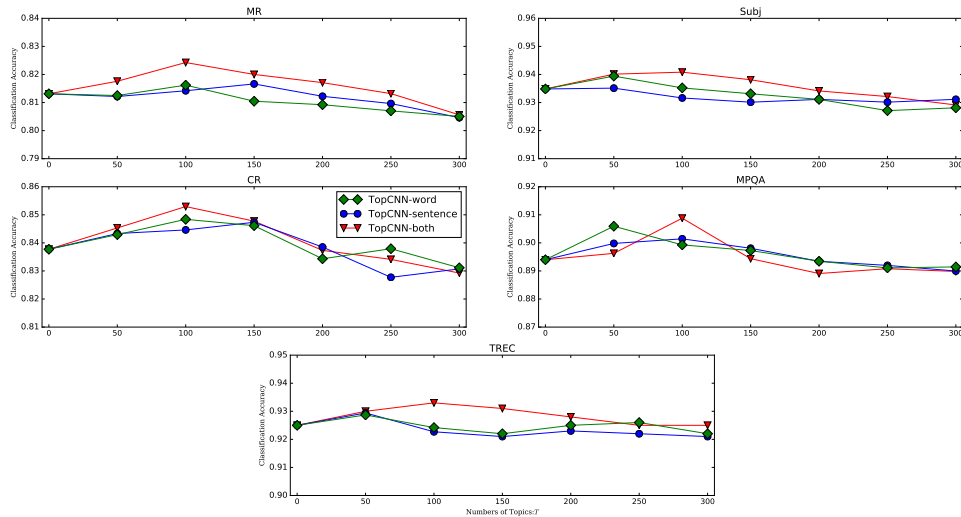 MR
Classification Accuracy
0.84
0.83
0.82
0.81
0.80
0.79
0 50 100 150 200 250 300
Subj
Classification Accuracy
0.96
0.95
0.94
0.93
0.92
0.91
0 50 100 150 200 250 300
CR
Classification Accuracy
0.86
0.85
0.84
0.83
0.82
0.81
0 50 100 150 200 250 300
TopCNN-word
TopCNN-sentence
TopCNN-both
MPQA
Classification Accuracy
0.92
0.91
0.90
0.89
0.88
0.87
0 50 100 150 200 250 300
TREC
Classification Accuracy
0.95
0.94
0.93
0.92
0.91
0.90
0 50 100 150 200 250 300
Numbers of Topics:T